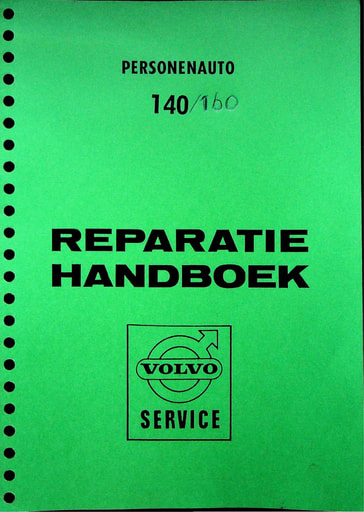 PERSONENAUTO
140/160
REPARATIE
HANDBOEK
VOLVO
SERVICE